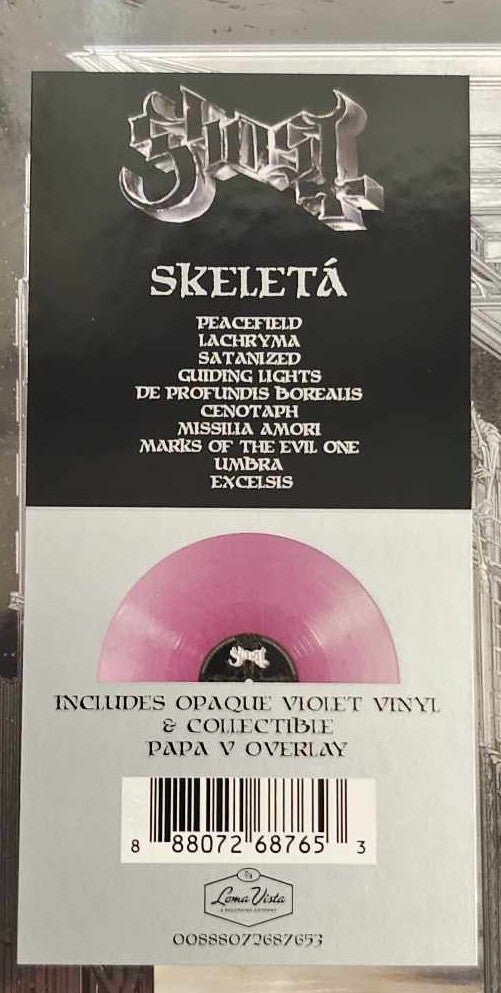 Ghost
SKELETÁ
PEACEFIELD
LACHRYMA
SATANIZED
GUIDING LIGHTS
DE PROFUNDIS BOREALIS
CENOTAPH
MISSILIA AMORI
MARKS OF THE EVIL ONE
UMBRA
EXCELSIS
Ghost
INCLUDES OPAQUE VIOLET VINYL
& COLLECTIBLE
PAPA V OVERLAY
8 88072 68765 3
Loma Vista
00888072687653